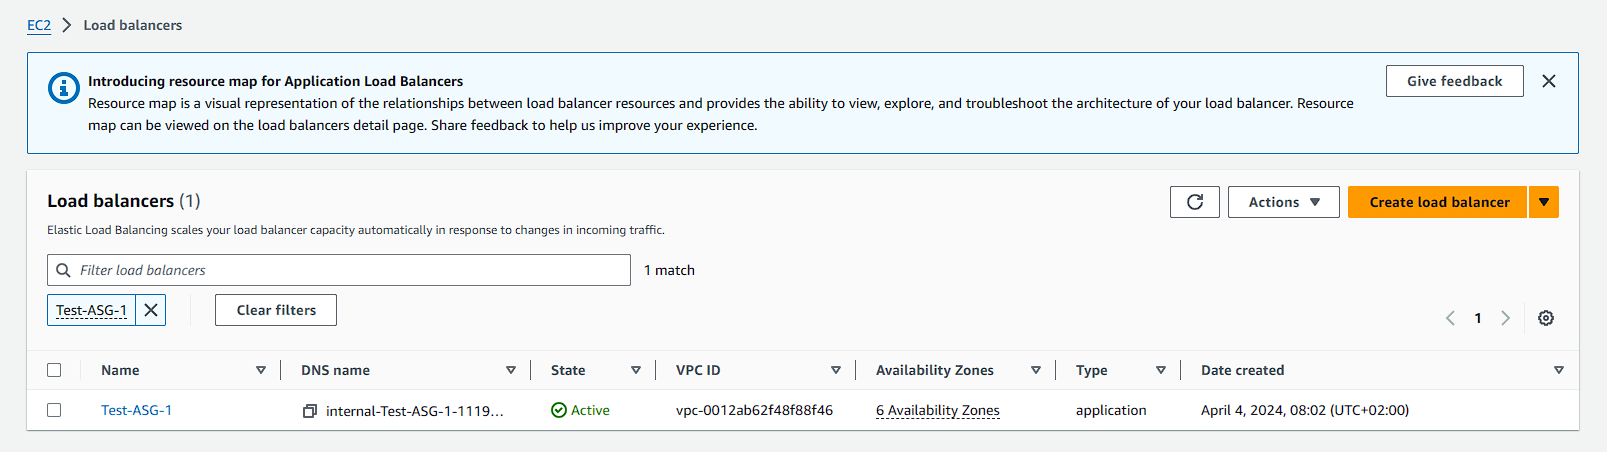 EC2 > Load balancers
Introducing resource map for Application Load Balancers
Resource map is a visual representation of the relationships between load balancer resources and provides the ability to view, explore, and troubleshoot the architecture of your load balancer. Resource
map can be viewed on the load balancers detail page. Share feedback to help us improve your experience.
Give feedback
Load balancers (1)
Actions
Create load balancer
Elastic Load Balancing scales your load balancer capacity automatically in response to changes in incoming traffic.
Filter load balancers
1 match
Test-ASG-1
Clear filters
1
Name DNS name State VPC ID Availability Zones Type Date created
Test-ASG-1 internal-Test-ASG-1-1119... Active vpc-0012ab62f48f88f46 6 Availability Zones application April 4, 2024, 08:02 (UTC+02:00)